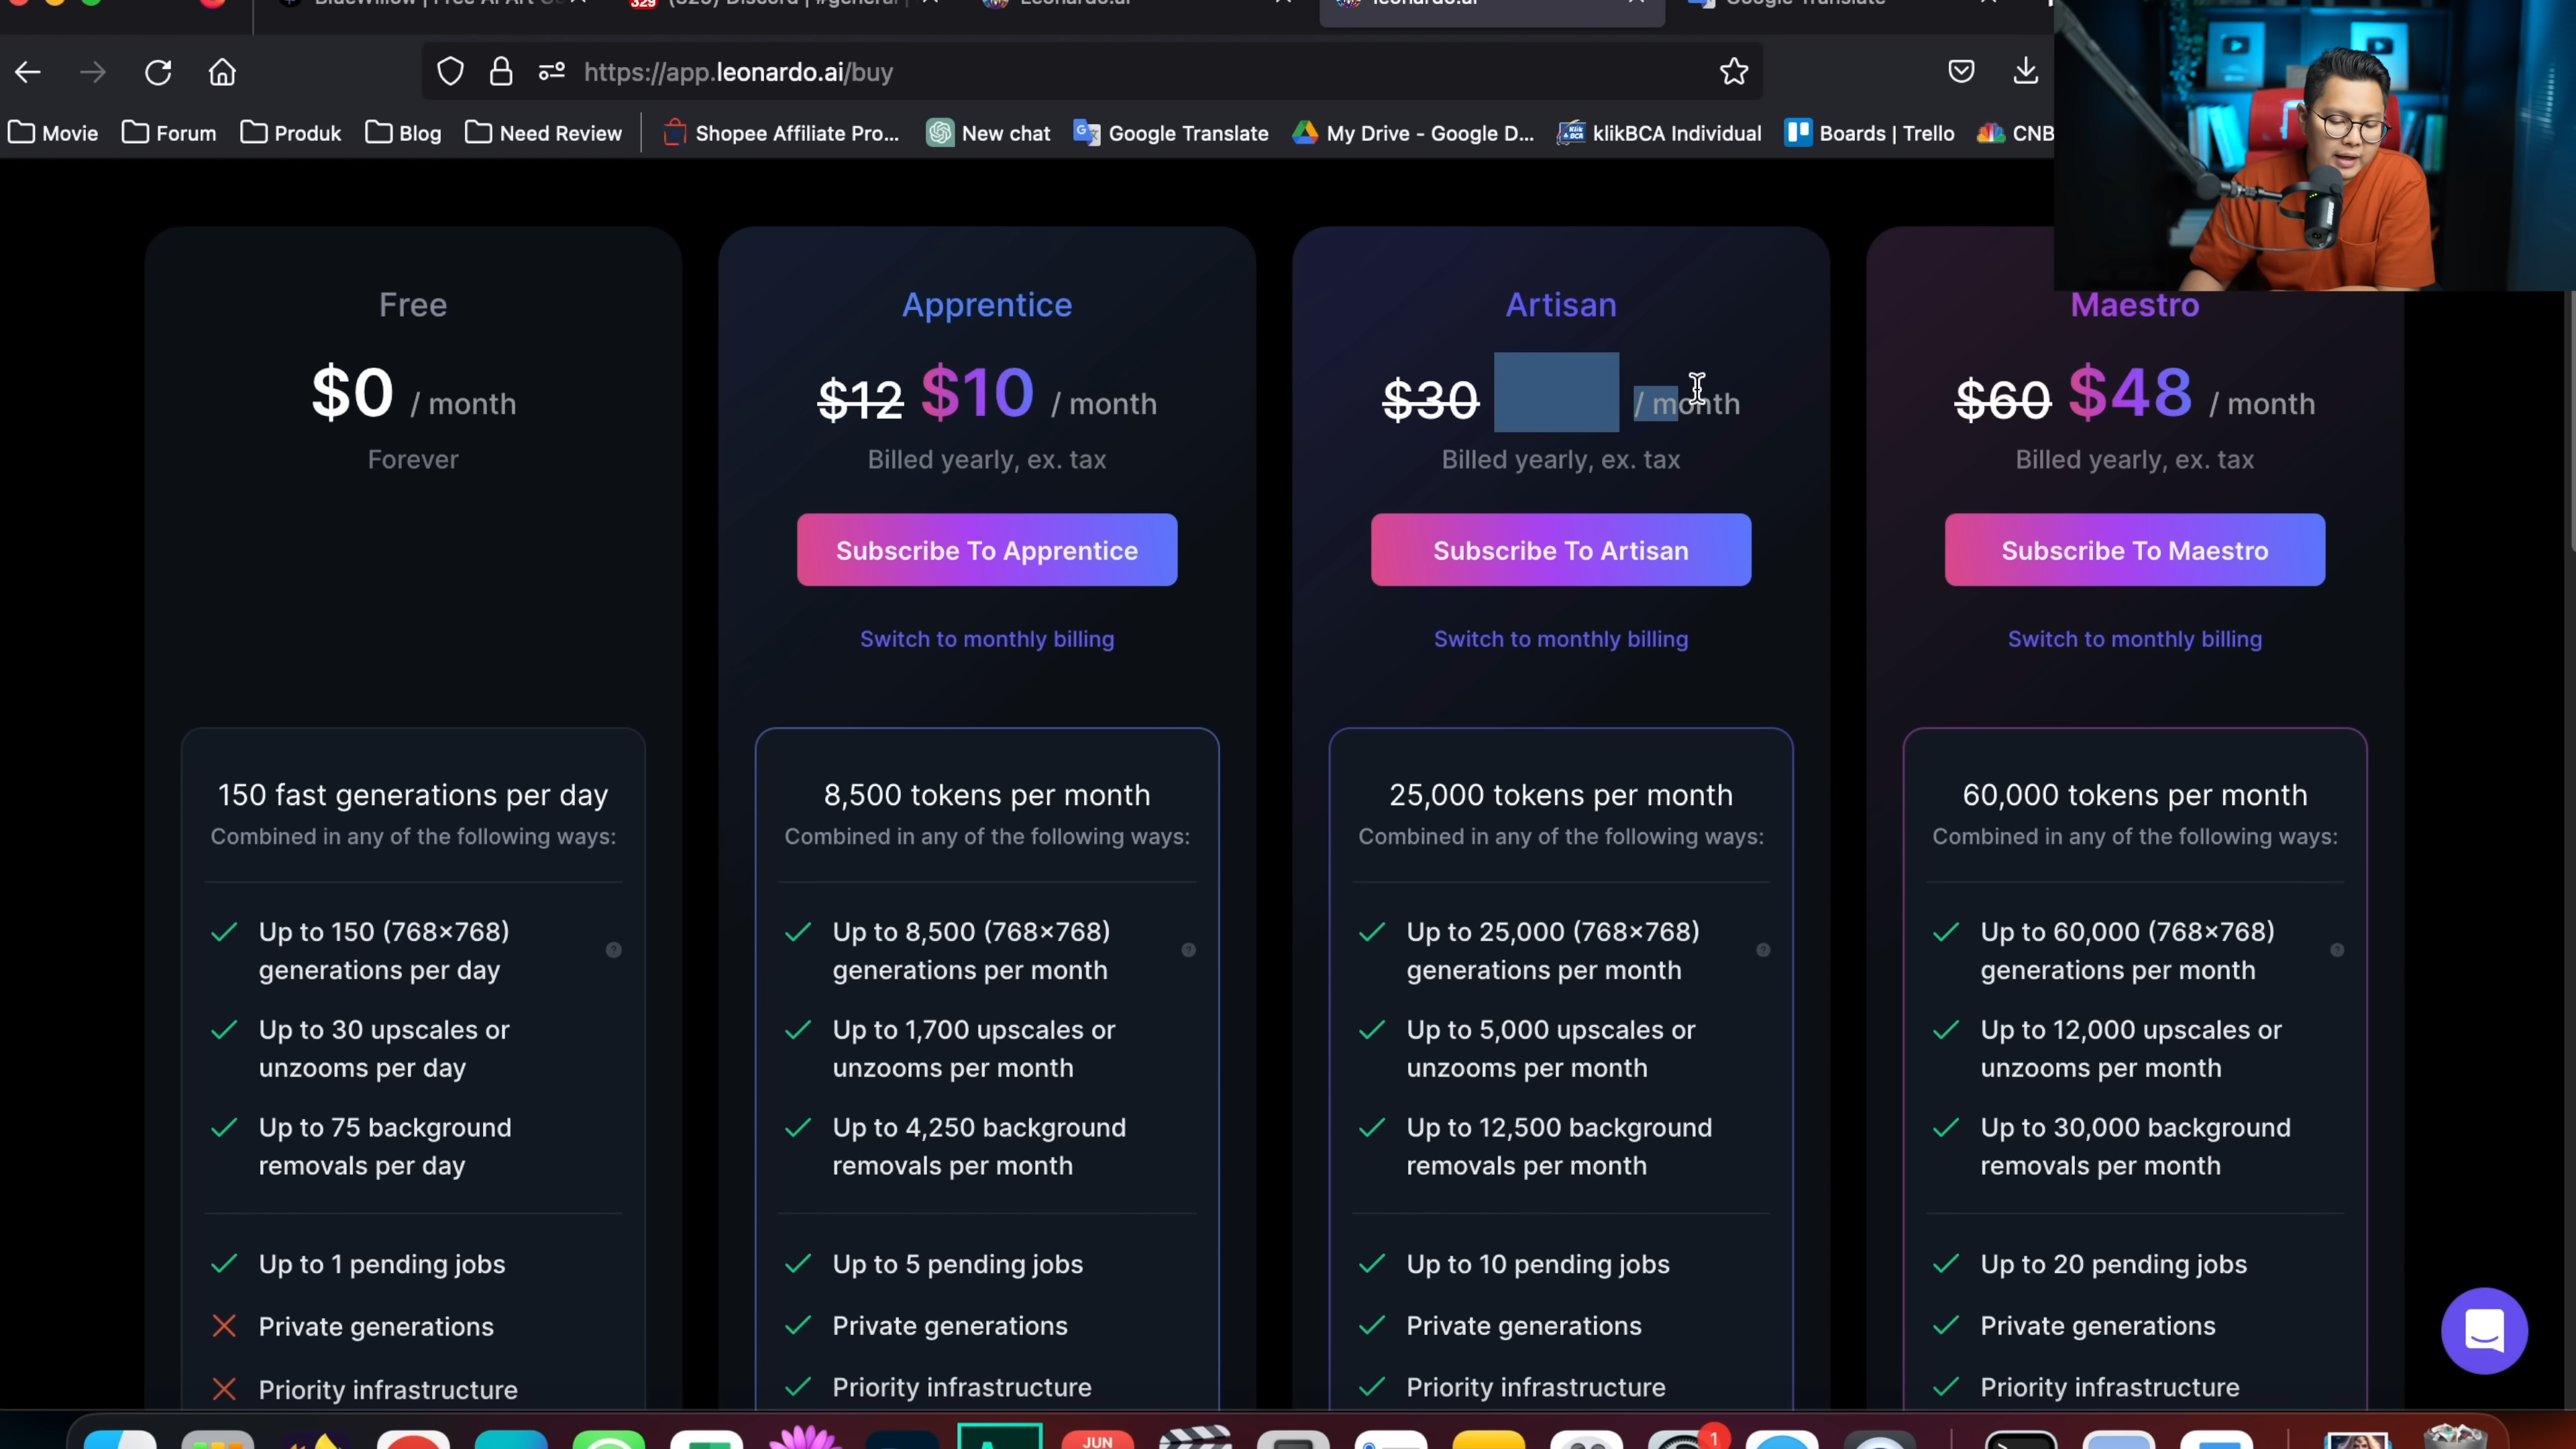 leonardo.ai
Google Translate
https://app.leonardo.ai/buy
Movie
Forum
Produk
Blog
Need Review
Shopee Affiliate Pro...
New chat
Google Translate
My Drive - Google D...
klikBCA Individual
Boards | Trello
CNB
Free
$0 / month
Forever
150 fast generations per day
Combined in any of the following ways:
Up to 150 (768×768)
generations per day
Up to 30 upscales or
unzooms per day
Up to 75 background
removals per day
Up to 1 pending jobs
Private generations
Priority infrastructure
Apprentice
$12 $10 / month
Billed yearly, ex. tax
Subscribe To Apprentice
Switch to monthly billing
8,500 tokens per month
Combined in any of the following ways:
Up to 8,500 (768×768)
generations per month
Up to 1,700 upscales or
unzooms per month
Up to 4,250 background
removals per month
Up to 5 pending jobs
Private generations
Priority infrastructure
Artisan
$30 / month
Billed yearly, ex. tax
Subscribe To Artisan
Switch to monthly billing
25,000 tokens per month
Combined in any of the following ways:
Up to 25,000 (768×768)
generations per month
Up to 5,000 upscales or
unzooms per month
Up to 12,500 background
removals per month
Up to 10 pending jobs
Private generations
Priority infrastructure
Maestro
$60 $48 / month
Billed yearly, ex. tax
Subscribe To Maestro
Switch to monthly billing
60,000 tokens per month
Combined in any of the following ways:
Up to 60,000 (768×768)
generations per month
Up to 12,000 upscales or
unzooms per month
Up to 30,000 background
removals per month
Up to 20 pending jobs
Private generations
Priority infrastructure
JUN
1